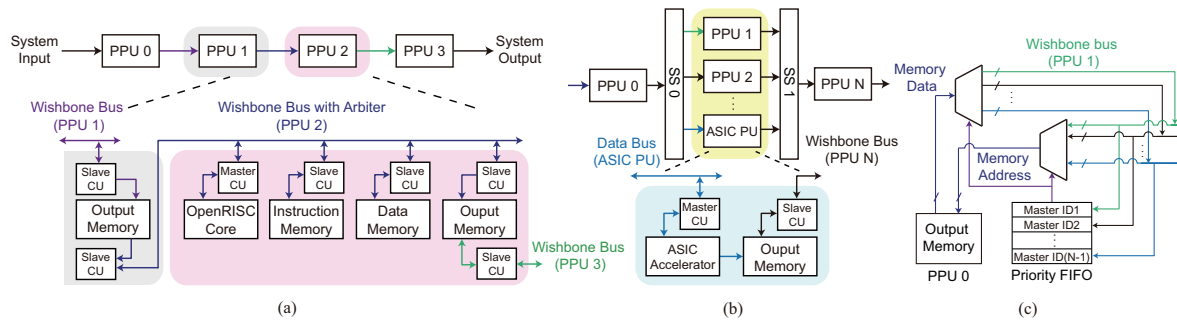 System
Input
PPU 0
PPU 1
PPU 2
PPU 3
System
Output
Wishbone Bus
(PPU 1)
Wishbone Bus with Arbiter
(PPU 2)
Slave
CU
Output
Memory
Slave
CU
Master
CU
OpenRISC
Core
Slave
CU
Instruction
Memory
Slave
CU
Data
Memory
Slave
CU
Ouput
Memory
Slave
CU
Wishbone Bus
(PPU 3)
(a)
PPU 0
SS 0
PPU 1
PPU 2
ASIC PU
SS 1
PPU N
Data Bus
(ASIC PU)
Wishbone Bus
(PPU N)
Master
CU
Slave
CU
ASIC
Accelerator
Ouput
Memory
(b)
Wishbone bus
(PPU 1)
Memory
Data
Memory
Address
Output
Memory
PPU 0
Master ID1
Master ID2
Master ID(N-1)
Priority FIFO
(c)